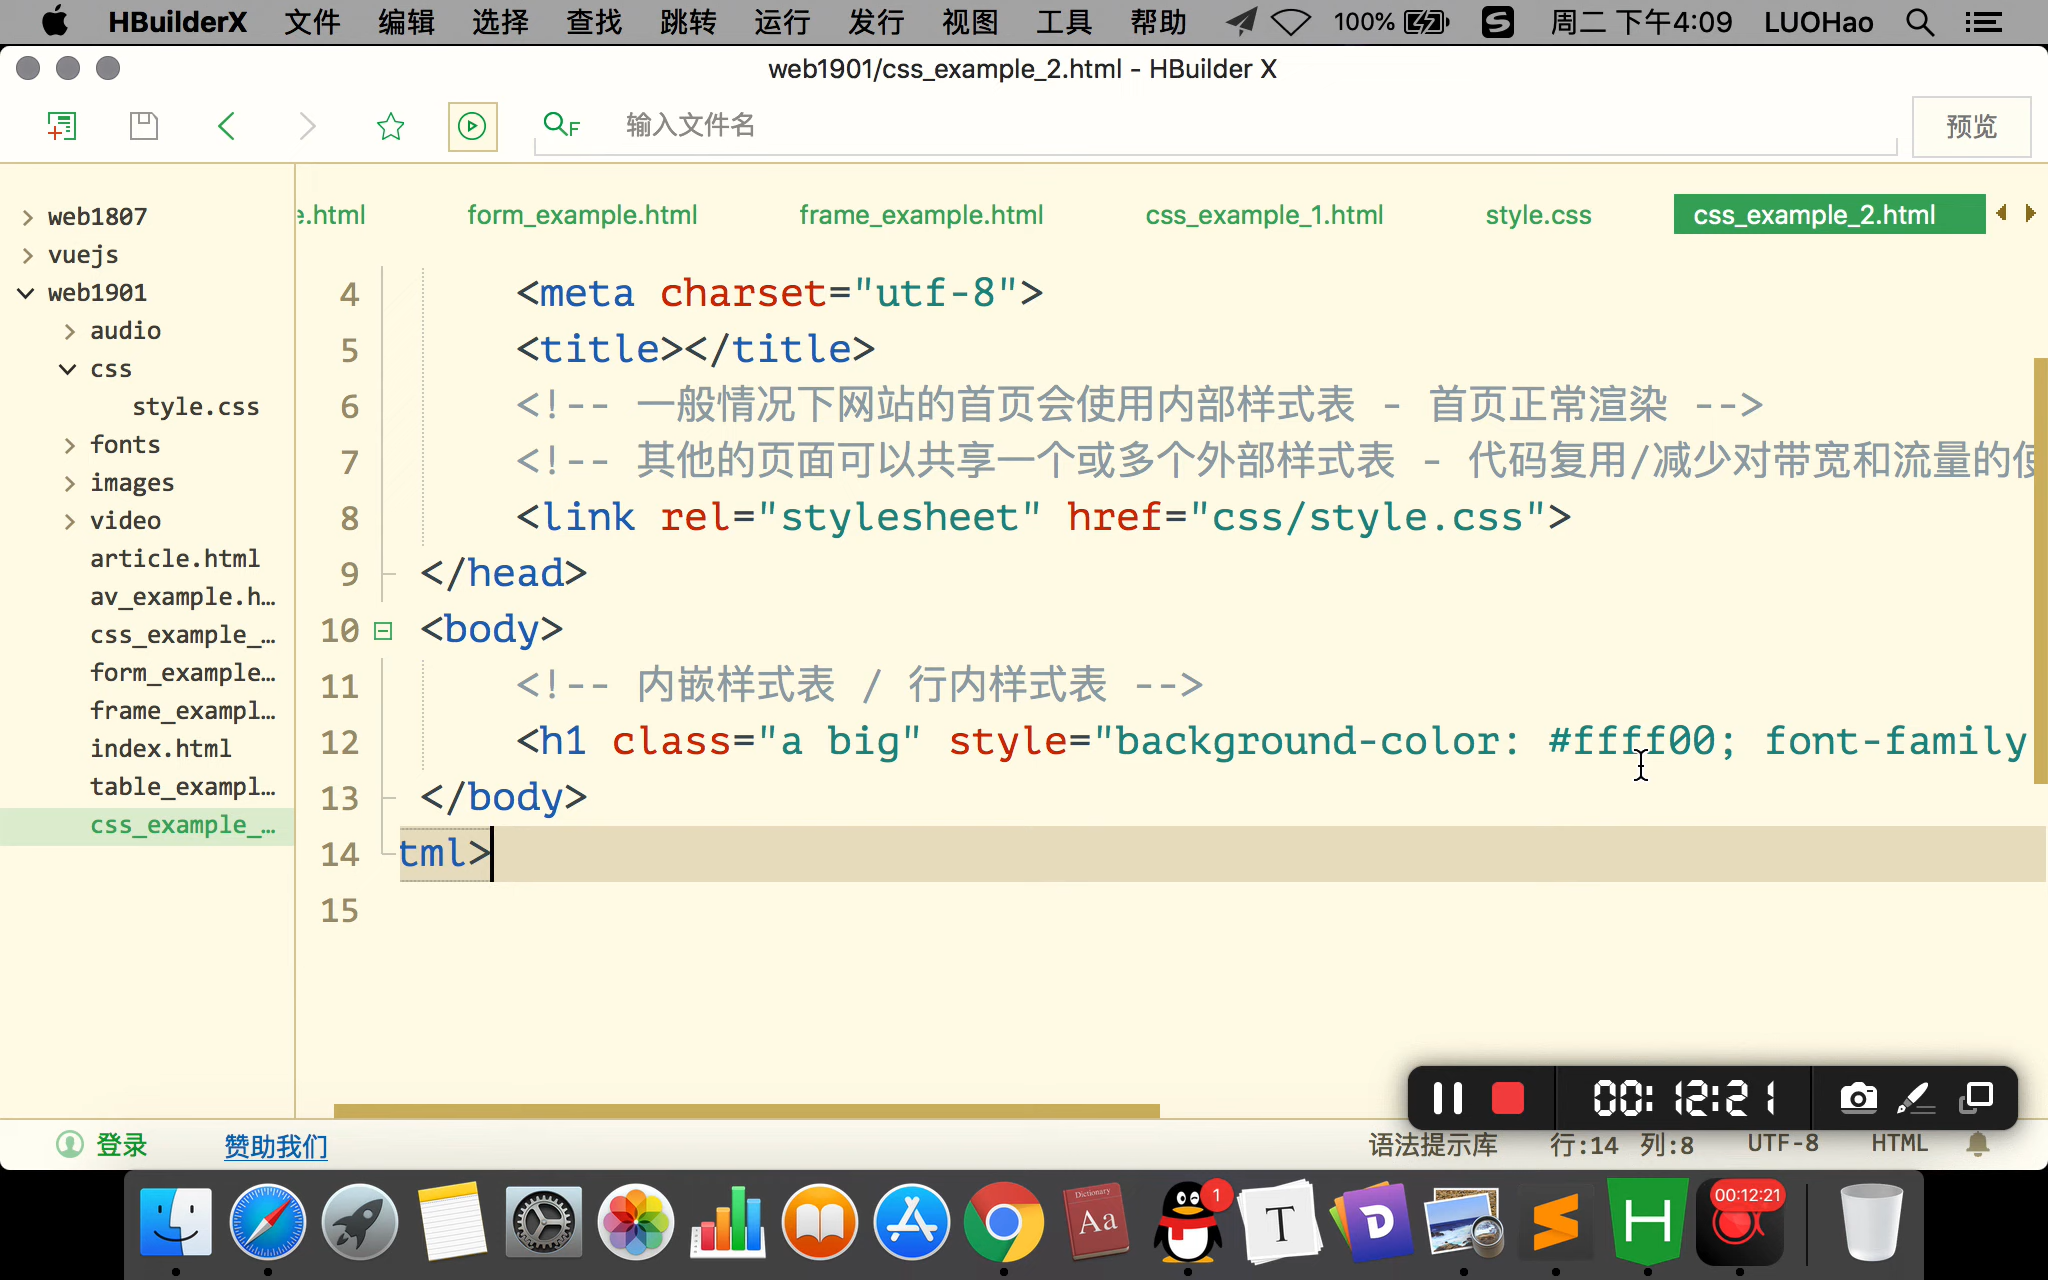 HBuilderX 文件 编辑 选择 查找 跳转 运行 发行 视图 工具 帮助 100% 周二 下午4:09 LUOHao
web1901/css_example_2.html - HBuilder X
输入文件名 预览
e.html form_example.html frame_example.html css_example_1.html style.css css_example_2.html
web1807
vuejs
web1901
audio
css
style.css
fonts
images
video
article.html
av_example.h…
css_example_…
form_example…
frame_exampl…
index.html
table_exampl…
css_example_…
4 <meta charset="utf-8">
5 <title></title>
6 <!-- 一般情况下网站的首页会使用内部样式表 - 首页正常渲染 -->
7 <!-- 其他的页面可以共享一个或多个外部样式表 - 代码复用/减少对带宽和流量的使
8 <link rel="stylesheet" href="css/style.css">
9 </head>
10 <body>
11 <!-- 内嵌样式表 / 行内样式表 -->
12 <h1 class="a big" style="background-color: #ffff00; font-family
13 </body>
14 tml>
15
00:12:21
登录 赞助我们 语法提示库 行:14 列:8 UTF-8 HTML
Dictionary
Aa
1
T
D
H
00:12:21